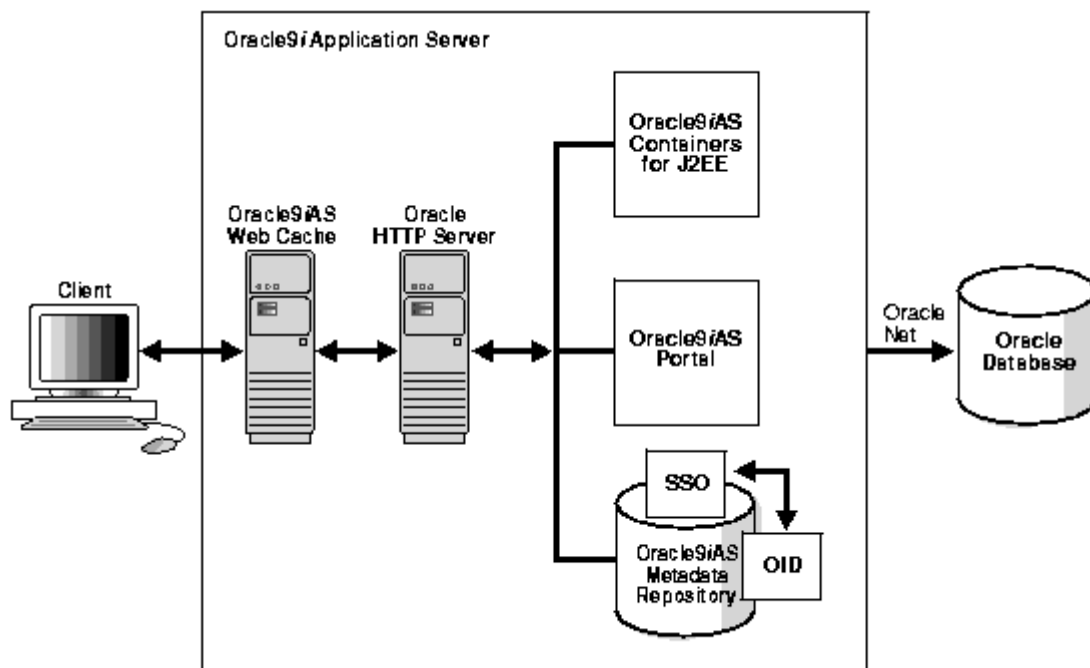 Oracle9i Application Server
Oracle9iAS
Containers
for J2EE
Oracle9iAS
Web Cache
Oracle
HTTP Server
Client
Oracle9iAS
Portal
Oracle
Net
Oracle
Database
SSO
Oracle9iAS
Metadata
Repository
OID